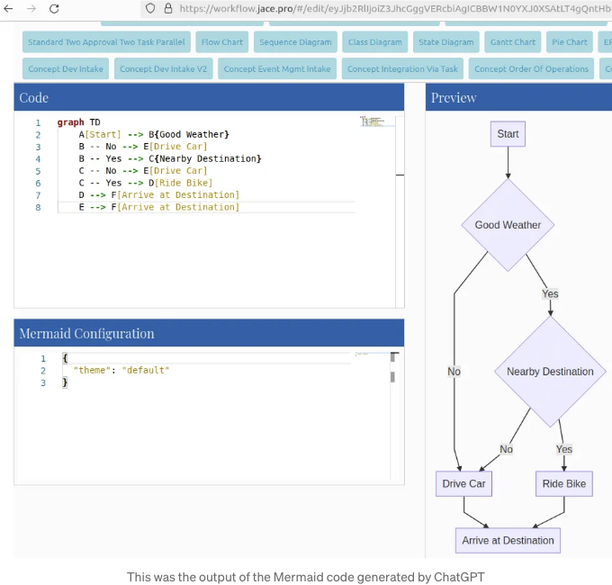 https://workflow.jace.pro/#/edit/eyJjb2RlIjoiZ3JhcGggVERcbiAgICBBW1N0YXJ0XSAtLT4gQntHb
Standard Two Approval Two Task Parallel Flow Chart Sequence Diagram Class Diagram State Diagram Gantt Chart Pie Chart
Concept Dev Intake Concept Dev Intake V2 Concept Event Mgmt Intake Concept Integration Via Task Concept Order Of Operations
Code
1 graph TD
2 A[Start] --> B{Good Weather}
3 B -- No --> E[Drive Car]
4 B -- Yes --> C{Nearby Destination}
5 C -- No --> E[Drive Car]
6 C -- Yes --> D[Ride Bike]
7 D --> F[Arrive at Destination]
8 E --> F[Arrive at Destination]
Mermaid Configuration
1 {
2 "theme": "default"
3 }
Preview
Start
Good Weather
Yes
No
Nearby Destination
No
Yes
Drive Car
Ride Bike
Arrive at Destination
This was the output of the Mermaid code generated by ChatGPT